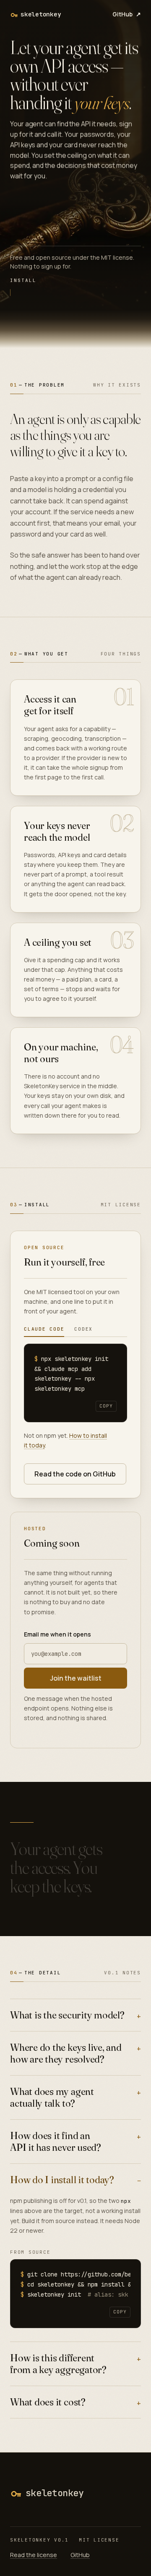 skeletonkey
GitHub ↗
Let your agent get its
own API access —
without ever
handing it your keys.
Your agent can find the API it needs, sign
up for it and call it. Your passwords, your
API keys and your card never reach the
model. You set the ceiling on what it can
spend, and the decisions that cost money
wait for you.
Free and open source under the MIT license.
Nothing to sign up for.
INSTALL
01 — THE PROBLEM
WHY IT EXISTS
An agent is only as capable
as the things you are
willing to give it a key to.
Paste a key into a prompt or a config file
and a model is holding a credential you
cannot take back. It can spend against
your account. If the service needs a new
account first, that means your email, your
password and your card as well.
So the safe answer has been to hand over
nothing, and let the work stop at the edge
of what the agent can already reach.
02 — WHAT YOU GET
FOUR THINGS
01
Access it can
get for itself
Your agent asks for a capability —
scraping, geocoding, transcription —
and comes back with a working route
to a provider. If the provider is new to
it, it can take the whole signup from
the first page to the first call.
02
Your keys never
reach the model
Passwords, API keys and card details
stay where you keep them. They are
never part of a prompt, a tool result
or anything the agent can read back.
It gets the door opened, not the key.
03
A ceiling you set
Give it a spending cap and it works
under that cap. Anything that costs
real money — a paid plan, a card, a
set of terms — stops and waits for
you to agree to it yourself.
04
On your machine,
not ours
There is no account and no
SkeletonKey service in the middle.
Your keys stay on your own disk, and
every call your agent makes is
written down there for you to read.
03 — INSTALL
MIT LICENSE
OPEN SOURCE
Run it yourself, free
One MIT licensed tool on your own
machine, and one line to put it in
front of your agent.
CLAUDE CODE
CODEX
$ npx skeletonkey init
&& claude mcp add
skeletonkey -- npx
skeletonkey mcp
COPY
Not on npm yet. How to install
it today.
Read the code on GitHub
HOSTED
Coming soon
The same thing without running
anything yourself, for agents that
cannot. It does not exist yet, so there
is nothing to buy and no date
to promise.
Email me when it opens
you@example.com
Join the waitlist
One message when the hosted
endpoint opens. Nothing else is
stored, and nothing is shared.
Your agent gets
the access. You
keep the keys.
04 — THE DETAIL
V0.1 NOTES
What is the security model?
+
Where do the keys live, and
how are they resolved?
+
What does my agent
actually talk to?
+
How does it find an
API it has never used?
+
How do I install it today?
–
npm publishing is off for v0.1, so the two npx
lines above are the target, not a working install
yet. Build it from source instead. It needs Node
22 or newer.
FROM SOURCE
$ git clone https://github.com/be
$ cd skeletonkey && npm install &
$ skeletonkey init # alias: skk
COPY
How is this different
from a key aggregator?
+
What does it cost?
+
skeletonkey
SKELETONKEY V0.1
MIT LICENSE
Read the license
GitHub